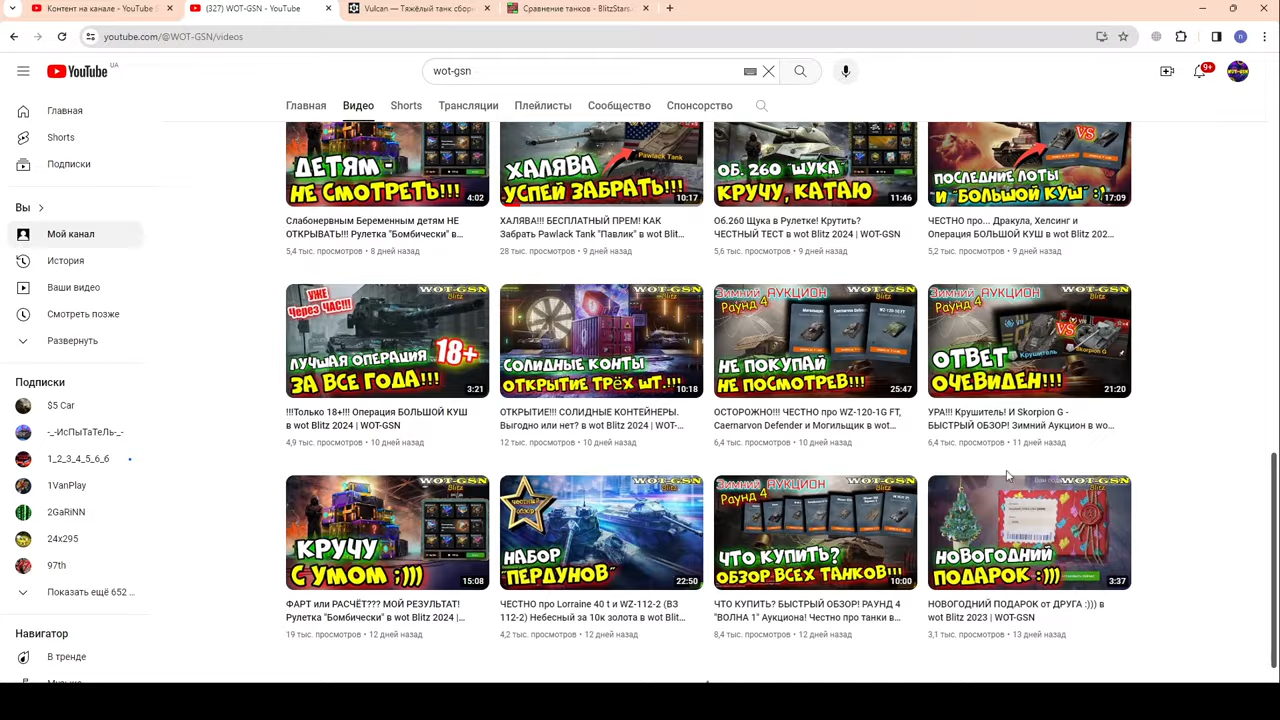 Контент на канале - YouTube S
(327) WOT-GSN - YouTube
Vulcan — Тяжёлый танк сбор
Сравнение танков - BlitzStars.
youtube.com/@WOT-GSN/videos
n
YouTube UA
wot-gsn
9+
Главная
Видео
Shorts
Трансляции
Плейлисты
Сообщество
Спонсорство
Главная
Shorts
Подписки
Вы
Мой канал
История
Ваши видео
Смотреть позже
Развернуть
Подписки
$5 Car
-_-ИсПыТаТеЛь-_-
1_2_3_4_5_6_6
1VanPlay
2GaRiNN
24x295
97th
Показать ещё 652 ...
Навигатор
В тренде
ДЕТЯМ -
НЕ СМОТРЕТЬ!!!
4:02
Слабонервным Беременным детям НЕ
ОТКРЫВАТЬ!!! Рулетка "Бомбически" в...
5,4 тыс. просмотров • 8 дней назад
Pawlack Tank
ХАЛЯВА
УСПЕЙ ЗАБРАТЬ!!!
10:17
ХАЛЯВА!!! БЕСПЛАТНЫЙ ПРЕМ! КАК
Забрать Pawlack Tank "Павлик" в wot Blit...
28 тыс. просмотров • 9 дней назад
ОБ. 260 "ЩУКА"
КРУЧУ, КАТАЮ
11:46
Об.260 Щука в Рулетке! Крутить?
ЧЕСТНЫЙ ТЕСТ в wot Blitz 2024 | WOT-GSN
5,6 тыс. просмотров • 9 дней назад
VS
ПОСЛЕДНИЕ ЛОТЫ
И "БОЛЬШОЙ КУШ" :)
17:09
ЧЕСТНО про... Дракула, Хелсинг и
Операция БОЛЬШОЙ КУШ в wot Blitz 202...
5,2 тыс. просмотров • 9 дней назад
УЖЕ
ЧЕРЕЗ ЧАС!!!
WOT-GSN
Blitz
ЛУЧШАЯ ОПЕРАЦИЯ 18+
ЗА ВСЕ ГОДА!!!
3:21
!!!Только 18+!!! Операция БОЛЬШОЙ КУШ
в wot Blitz 2024 | WOT-GSN
4,9 тыс. просмотров • 10 дней назад
WOT-GSN
Blitz
СОЛИДНЫЕ КОНТЫ
ОТКРЫТИЕ ТРЁХ ШТ.!!!
10:18
ОТКРЫТИЕ!!! СОЛИДНЫЕ КОНТЕЙНЕРЫ.
Выгодно или нет? в wot Blitz 2024 | WOT-...
12 тыс. просмотров • 10 дней назад
ЗИМНИЙ АУКЦИОН
Раунд 4
WOT-GSN
Blitz
Могильщик
НЕ ПОКУПАЙ
НЕ ПОСМОТРЕВ!!!
25:47
ОСТОРОЖНО!!! ЧЕСТНО про WZ-120-1G FT,
Caernarvon Defender и Могильщик в wot...
6,4 тыс. просмотров • 10 дней назад
ЗИМНИЙ АУКЦИОН
Раунд 4
WOT-GSN
Blitz
VS
Крушитель
Skorpion G
ОТВЕТ
ОЧЕВИДЕН!!!
21:20
УРА!!! Крушитель! И Skorpion G -
БЫСТРЫЙ ОБЗОР! Зимний Аукцион в wo...
6,4 тыс. просмотров • 11 дней назад
WOT-GSN
Blitz
КРУЧУ
С УМОМ ;)))
15:08
ФАРТ или РАСЧЁТ??? МОЙ РЕЗУЛЬТАТ!
Рулетка "Бомбически" в wot Blitz 2024 |...
19 тыс. просмотров • 12 дней назад
ЧЕСТНЫЙ
ОБЗОР
WOT-GSN
Blitz
НАБОР
"ПЕРДУНОВ"
22:50
ЧЕСТНО про Lorraine 40 t и WZ-112-2 (ВЗ
112-2) Небесный за 10к золота в wot Blit...
4,2 тыс. просмотров • 12 дней назад
ЗИМНИЙ АУКЦИОН
Раунд 4
WOT-GSN
Blitz
ЧТО КУПИТЬ?
ОБЗОР ВСЕХ ТАНКОВ!!!
10:00
ЧТО КУПИТЬ? БЫСТРЫЙ ОБЗОР! РАУНД 4
"ВОЛНА 1" Аукциона! Честно про танки в...
8,4 тыс. просмотров • 12 дней назад
WOT-GSN
Blitz
НОВОГОДНИЙ
ПОДАРОК :)))
3:37
НОВОГОДНИЙ ПОДАРОК от ДРУГА :))) в
wot Blitz 2023 | WOT-GSN
3,1 тыс. просмотров • 13 дней назад